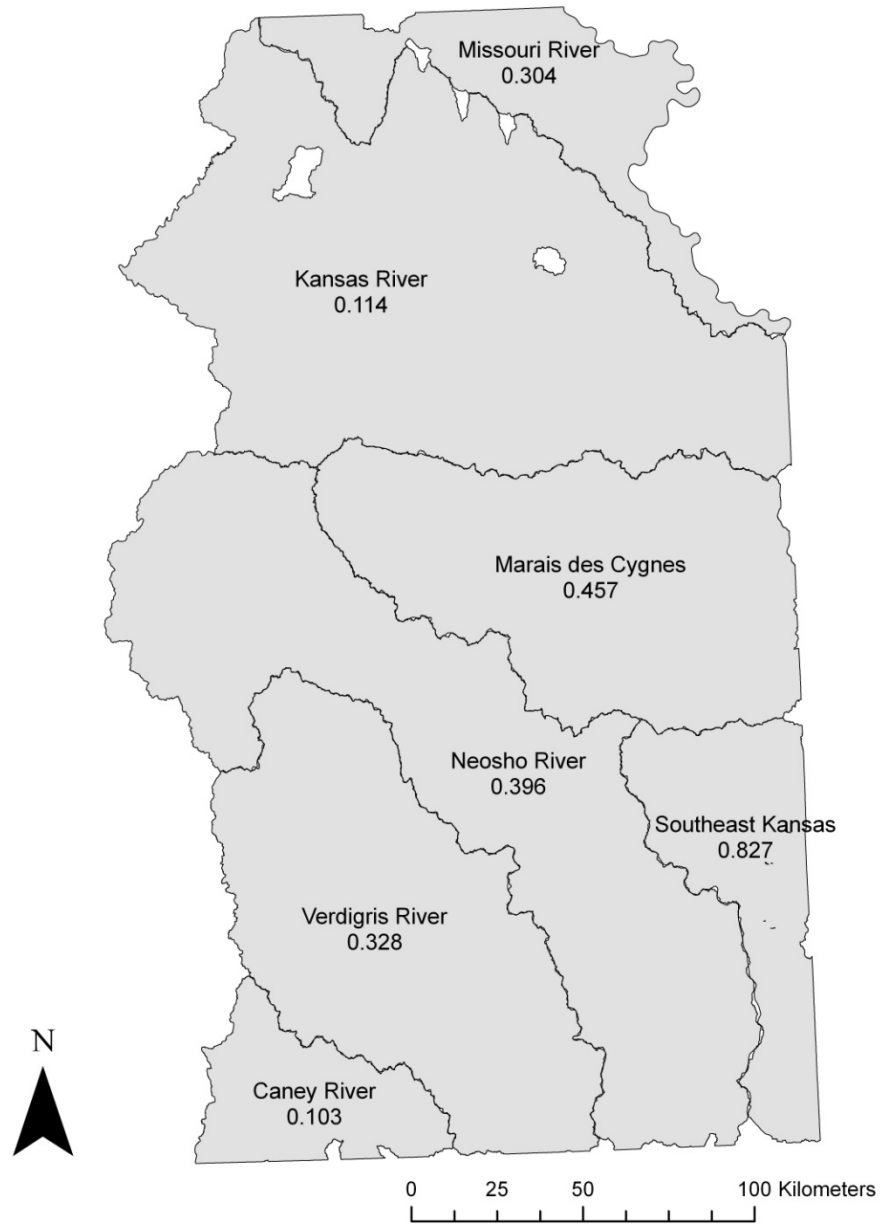 Missouri River
0.304
Kansas River
0.114
Marais des Cygnes
0.457
Neosho River
0.396
Southeast Kansas
0.827
Verdigris River
0.328
N
Caney River
0.103
0 25 50 100 Kilometers